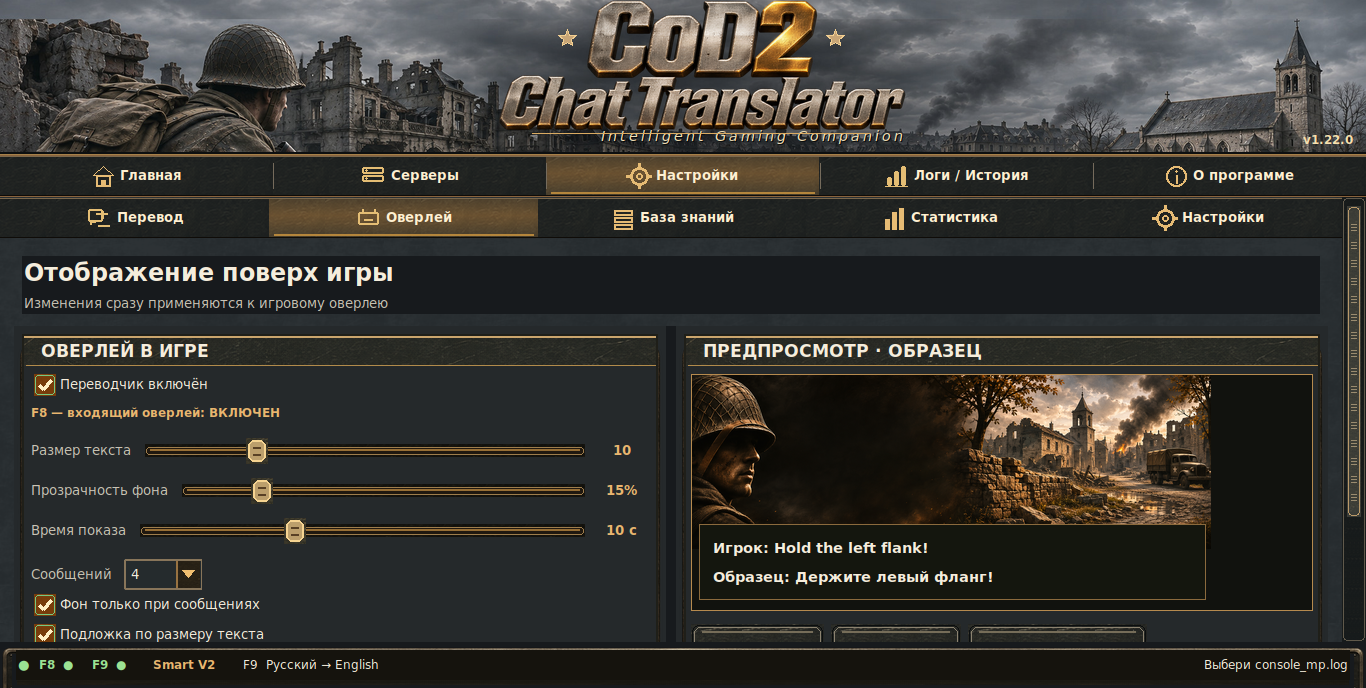 CoD2
Chat Translator
Intelligent Gaming Companion
v1.22.0
Главная
Серверы
Настройки
Логи / История
О программе
Перевод
Оверлей
База знаний
Статистика
Настройки
Отображение поверх игры
Изменения сразу применяются к игровому оверлею
ОВЕРЛЕЙ В ИГРЕ
Переводчик включён
F8 — входящий оверлей: ВКЛЮЧЕН
Размер текста 10
Прозрачность фона 15%
Время показа 10 с
Сообщений 4
Фон только при сообщениях
Подложка по размеру текста
ПРЕДПРОСМОТР · ОБРАЗЕЦ
Игрок: Hold the left flank!
Образец: Держите левый фланг!
F8 F9 Smart V2 F9 Русский → English
Выбери console_mp.log